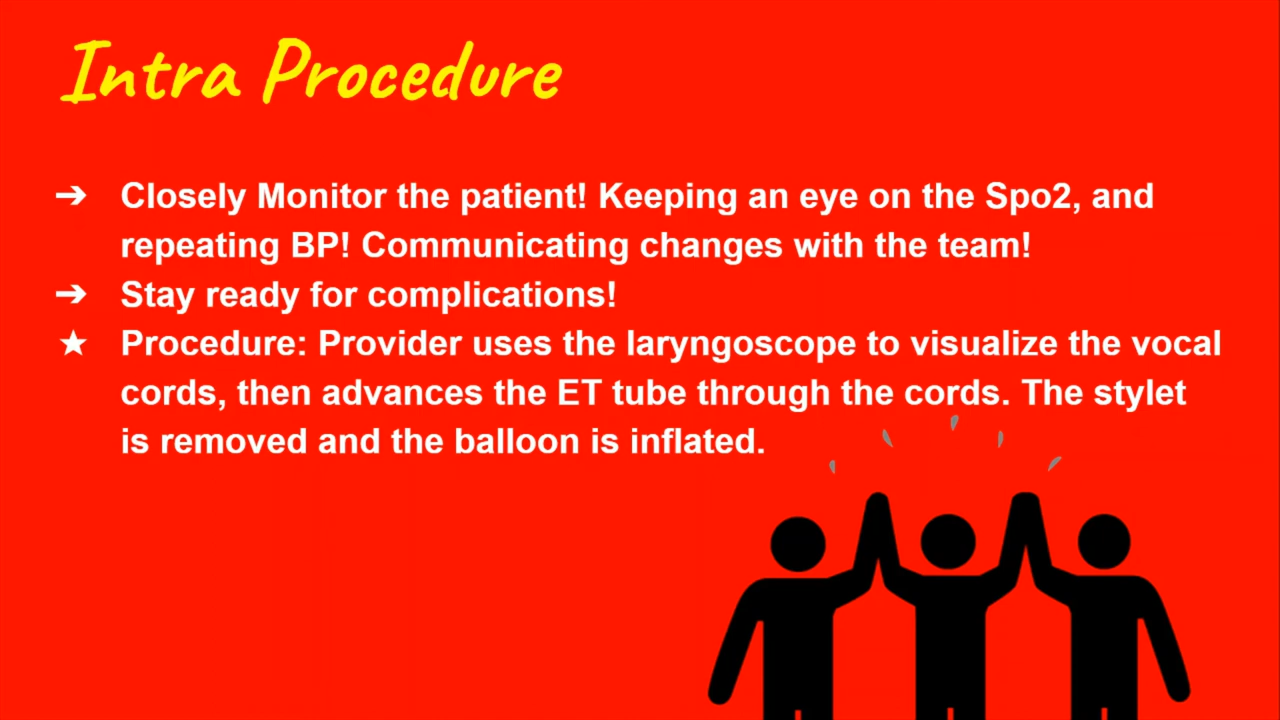 Intra Procedure
➔ Closely Monitor the patient! Keeping an eye on the Spo2, and
repeating BP! Communicating changes with the team!
➔ Stay ready for complications!
★ Procedure: Provider uses the laryngoscope to visualize the vocal
cords, then advances the ET tube through the cords. The stylet
is removed and the balloon is inflated.